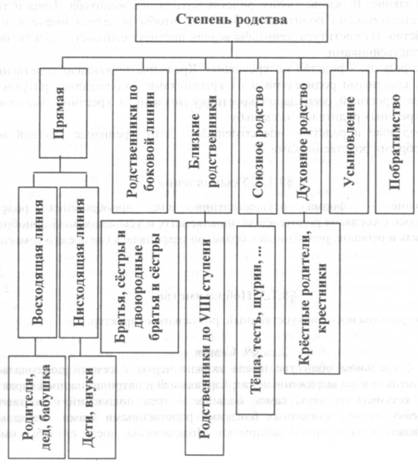 Степень родства
Прямая
Родственники по
боковой линии
Близкие
родственники
Союзное родство
Духовное родство
Усыновление
Побратимство
Восходящая линия
Нисходящая линия
Братья, сёстры и
двоюродные
братья и сёстры
Родственники до VIII ступени
Тёща, тесть, шурин, ...
Крёстные родители,
крестники
Родители,
дед, бабушка
Дети, внуки